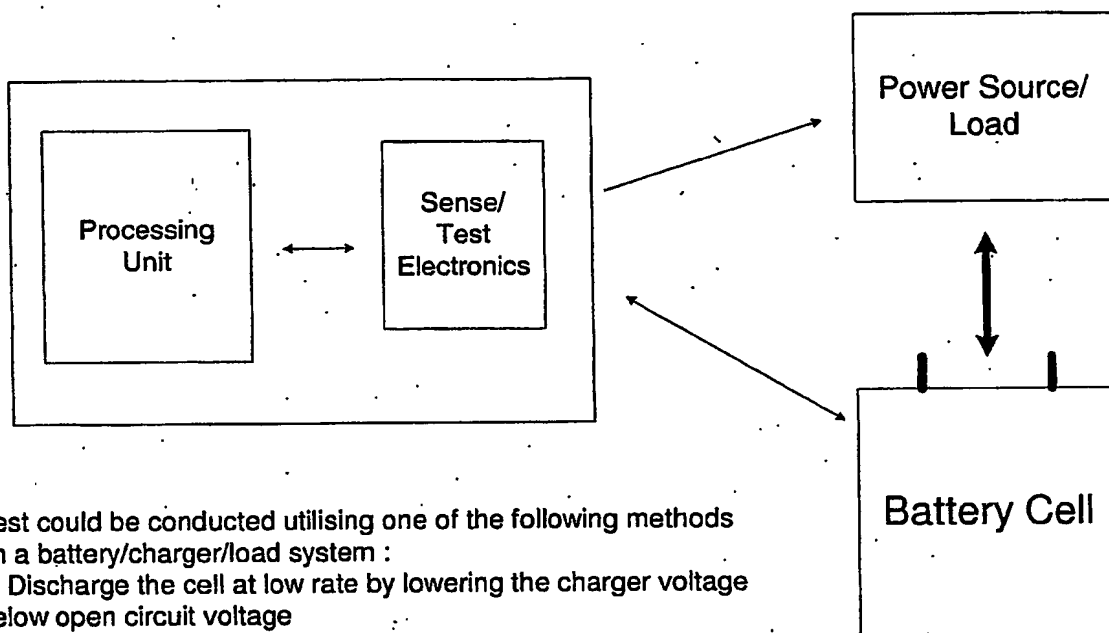 Power Source/
Load
Processing
Unit
Sense/
Test
Electronics
Battery Cell
est could be conducted utilising one of the following methods
a battery/charger/load system :
Discharge the cell at low rate by lowering the charger voltage
elow open circuit voltage